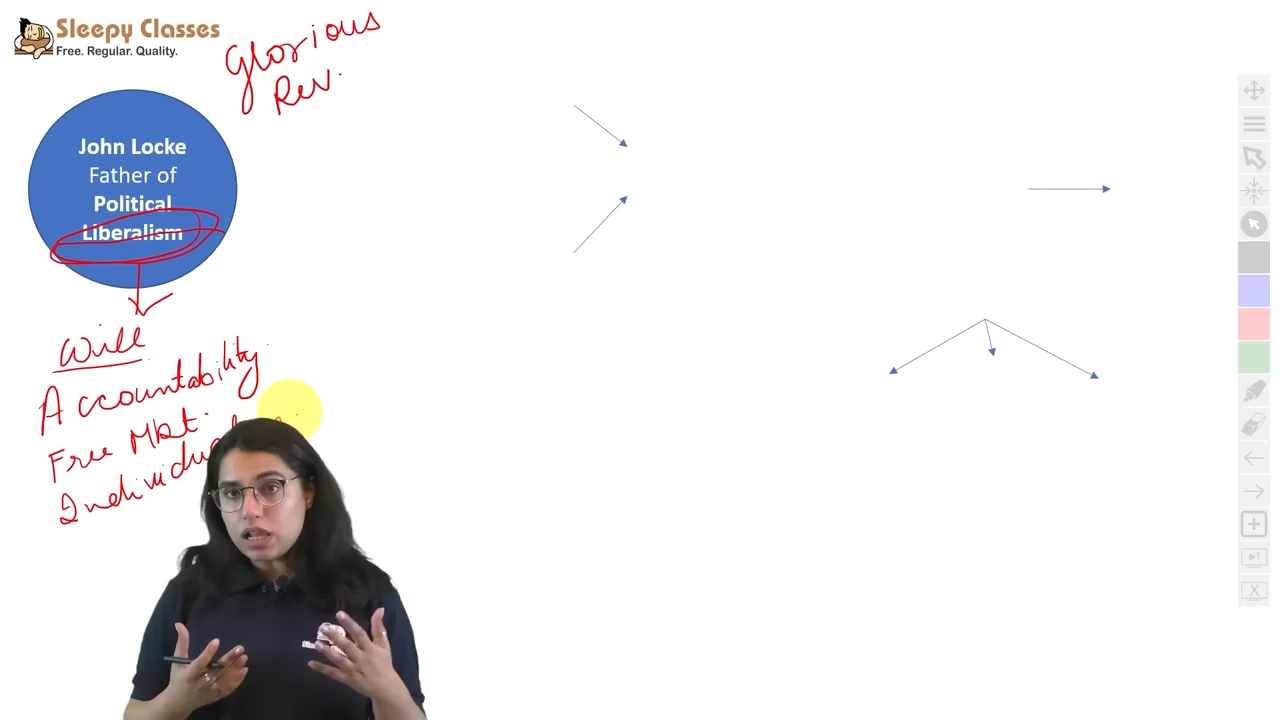 Sleepy Classes
Free. Regular. Quality.
Glorious
Rev.
John Locke
Father of
Political
Liberalism
Will
Accountability.
Free Mkt.